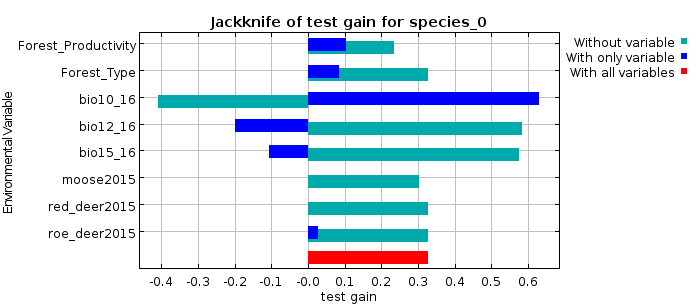 Jackknife of test gain for species_0
Without variable
With only variable
With all variables
Environmental Variable
Forest_Productivity
Forest_Type
bio10_16
bio12_16
bio15_16
moose2015
red_deer2015
roe_deer2015
-0.4 -0.3 -0.2 -0.1 -0.0 0.1 0.2 0.3 0.4 0.5 0.6
test gain